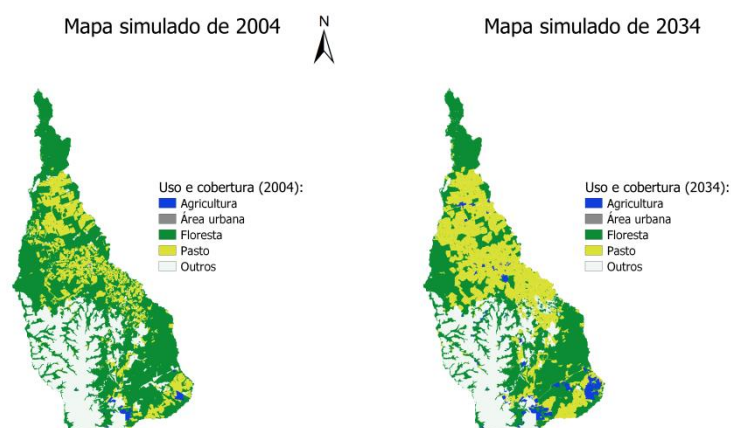 Mapa simulado de 2004
N
Mapa simulado de 2034
Uso e cobertura (2004):
Agricultura
Área urbana
Floresta
Pasto
Outros
Uso e cobertura (2034):
Agricultura
Área urbana
Floresta
Pasto
Outros